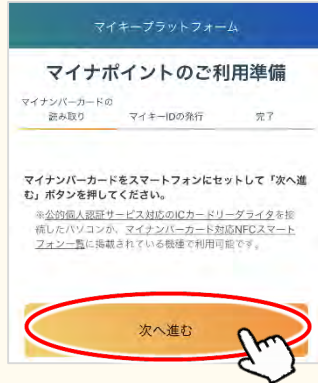 マイキープラットフォーム
マイナポイントのご利用準備
マイナンバーカードの
読み取り
マイキーIDの発行
完了
マイナンバーカードをスマートフォンにセットして「次へ進
む」ボタンを押してください。
※公的個人認証サービス対応のICカードリーダライタを接
続したパソコンか、マイナンバーカード対応NFCスマート
フォン一覧に掲載されている機種で利用可能です。
次へ進む